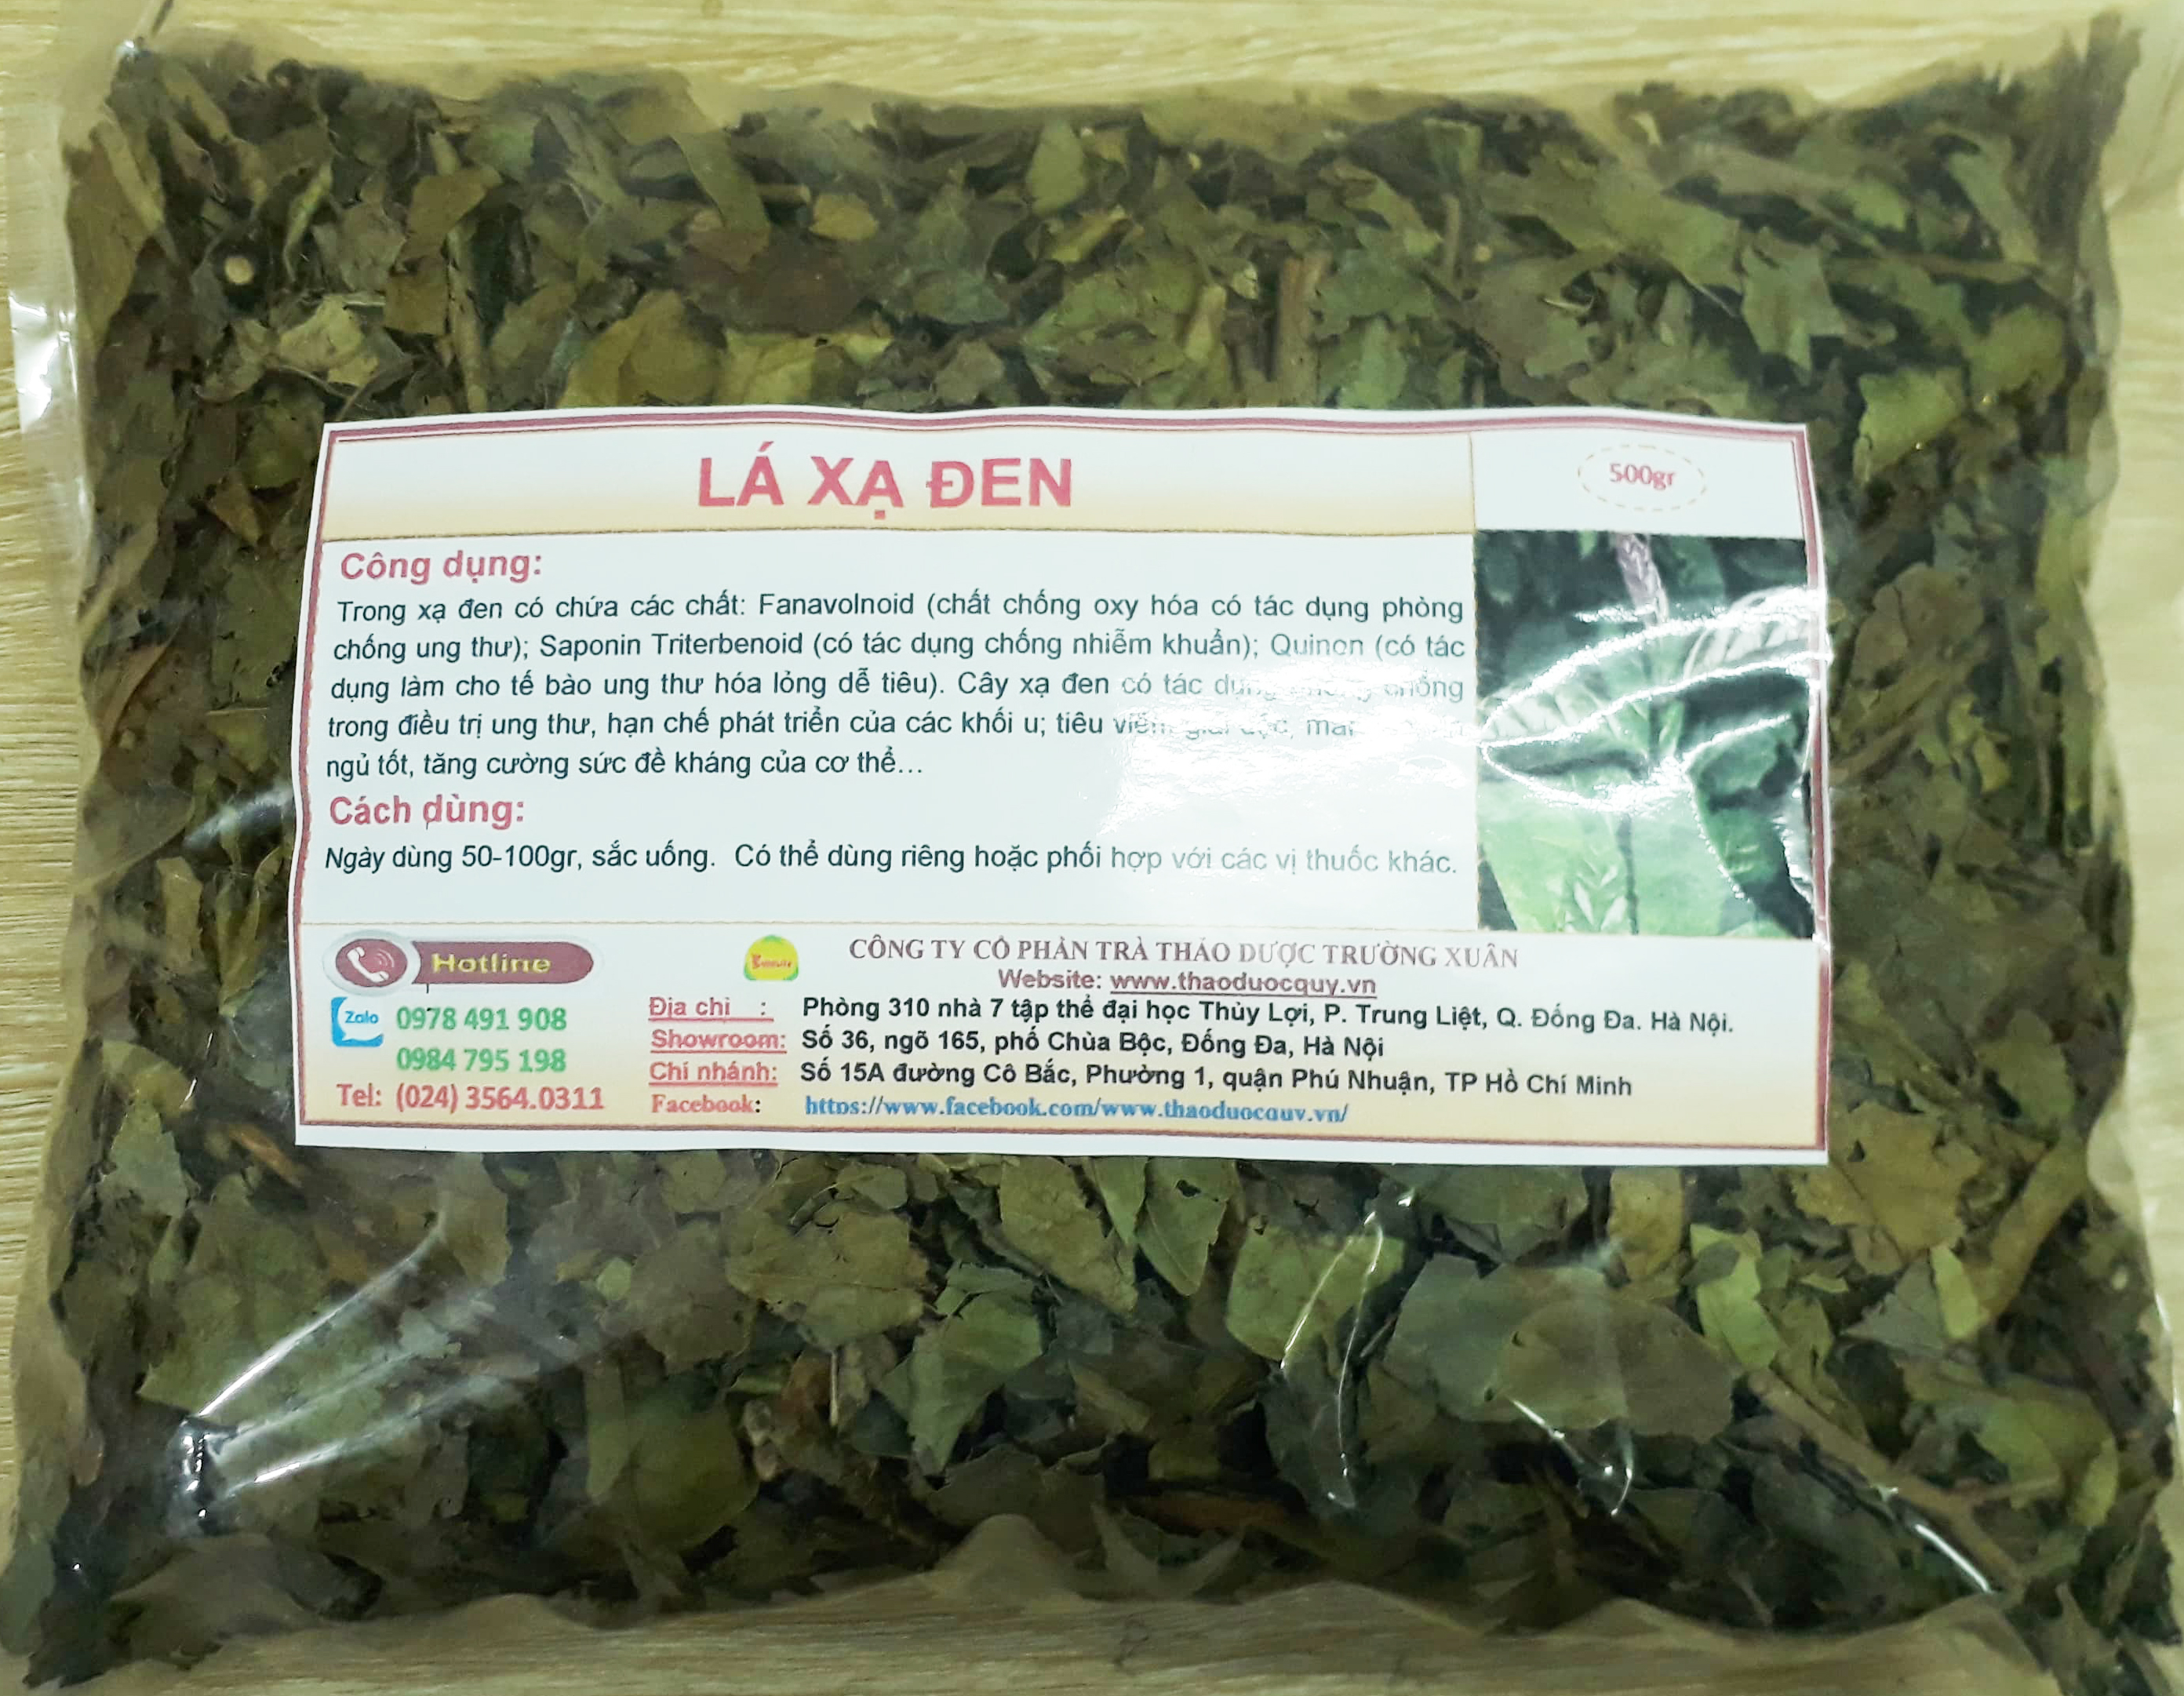 LÁ XẠ ĐEN
500gr
Công dụng:
Trong xạ đen có chứa các chất: Fanavolnoid (chất chống oxy hóa có tác dụng phòng
chống ung thư); Saponin Triterbenoid (có tác dụng chống nhiễm khuẩn); Quinon (có tác
dụng làm cho tế bào ung thư hóa lỏng dễ tiêu). Cây xạ đen có tác dụng chống
trong điều trị ung thư, hạn chế phát triển của các khối u; tiêu viêm,
ngủ tốt, tăng cường sức đề kháng của cơ thể...
Cách dùng:
Ngày dùng 50-100gr, sắc uống. Có thể dùng riêng hoặc phối hợp với các vị thuốc khác.
Hotline
Zalo 0978 491 908
0984 795 198
Tel: (024) 3564.0311
CÔNG TY CỔ PHẦN TRÀ THẢO DƯỢC TRƯỜNG XUÂN
Website: www.thaoduocquy.vn
Địa chỉ : Phòng 310 nhà 7 tập thể đại học Thủy Lợi, P. Trung Liệt, Q. Đống Đa. Hà Nội.
Showroom: Số 36, ngõ 165, phố Chùa Bộc, Đống Đa, Hà Nội
Chi nhánh: Số 15A đường Cô Bắc, Phường 1, quận Phú Nhuận, TP Hồ Chí Minh
Facebook: https://www.facebook.com/www.thaoduocquy.vn/